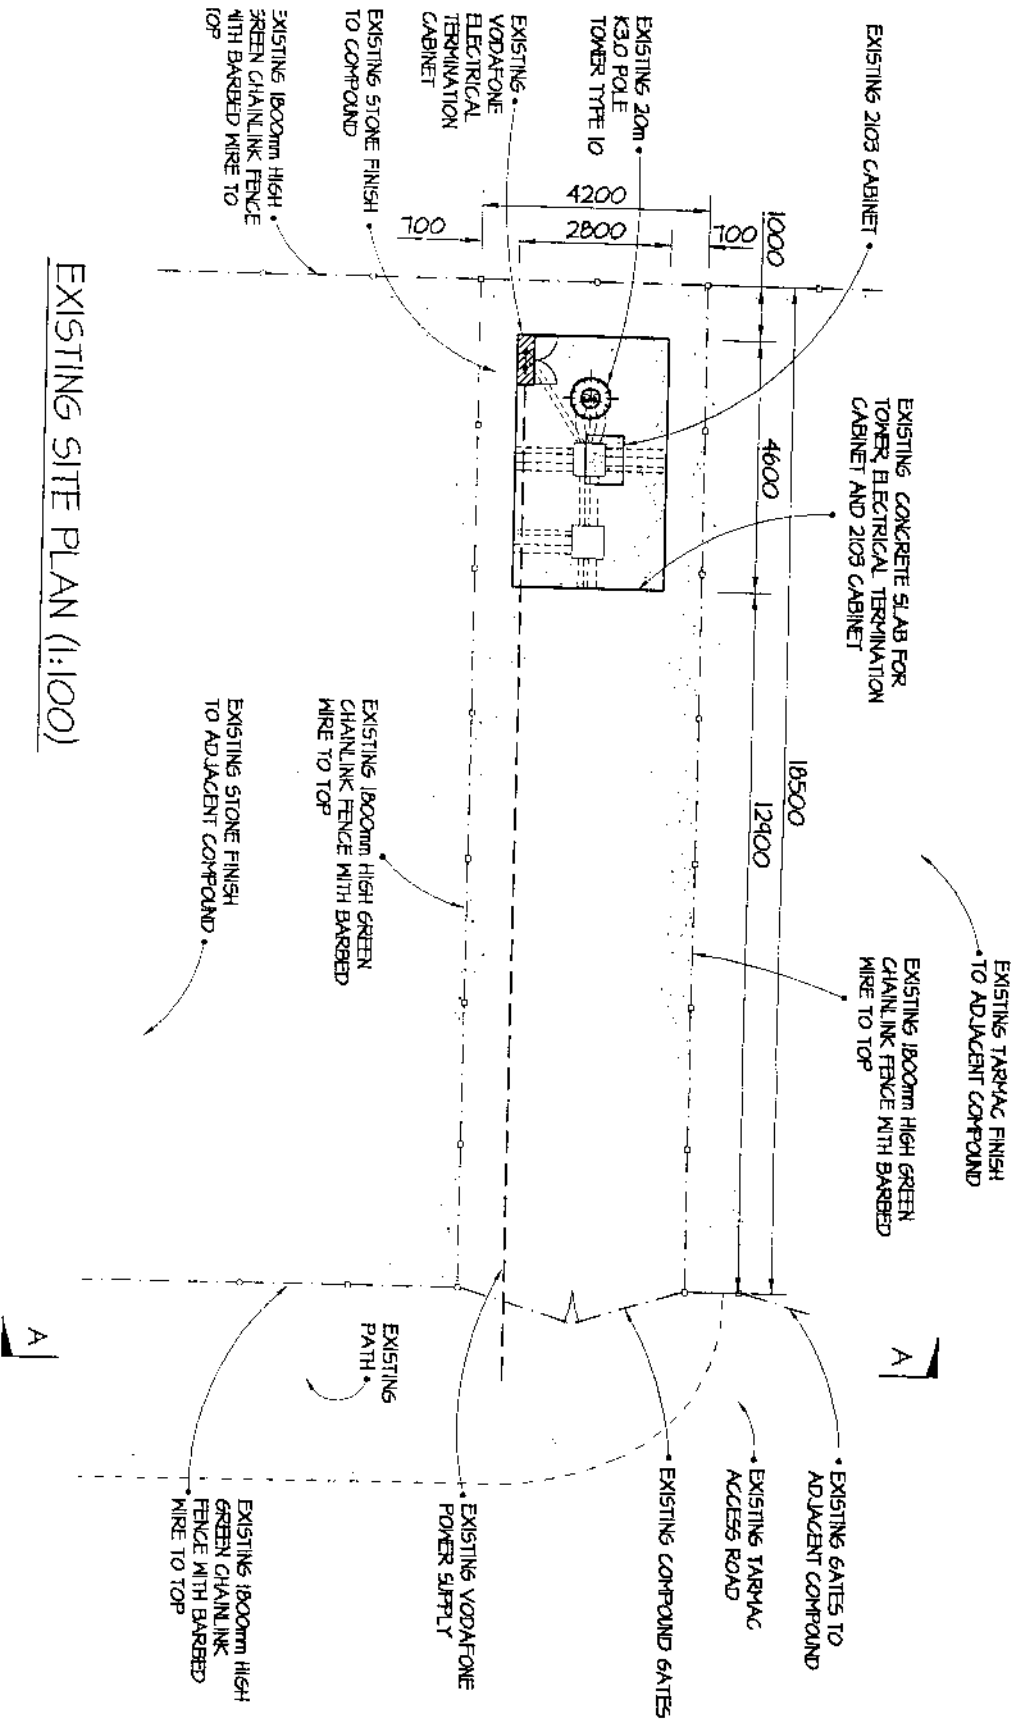 EXISTING 2103 CABINET
EXISTING 20m
K3.0 POLE
TOWER TYPE 10
EXISTING
VODAFONE
ELECTRICAL
TERMINATION
CABINET
EXISTING STONE FINISH
TO COMPOUND
EXISTING 1800mm HIGH
GREEN CHAINLINK FENCE
WITH BARBED WIRE TO
TOP
4200
2800
700
700
1000
4600
12900
18500
EXISTING CONCRETE SLAB FOR
TOWER, ELECTRICAL TERMINATION
CABINET AND 2103 CABINET
EXISTING TARMAC FINISH
TO ADJACENT COMPOUND
EXISTING 1800mm HIGH GREEN
CHAINLINK FENCE WITH BARBED
WIRE TO TOP
EXISTING 1800mm HIGH GREEN
CHAINLINK FENCE WITH BARBED
WIRE TO TOP
EXISTING STONE FINISH
TO ADJACENT COMPOUND
A
A
EXISTING
PATH
EXISTING GATES TO
ADJACENT COMPOUND
EXISTING TARMAC
ACCESS ROAD
EXISTING COMPOUND GATES
EXISTING VODAFONE
POWER SUPPLY
EXISTING 1800mm HIGH
GREEN CHAINLINK
FENCE WITH BARBED
WIRE TO TOP
EXISTING SITE PLAN (1:100)